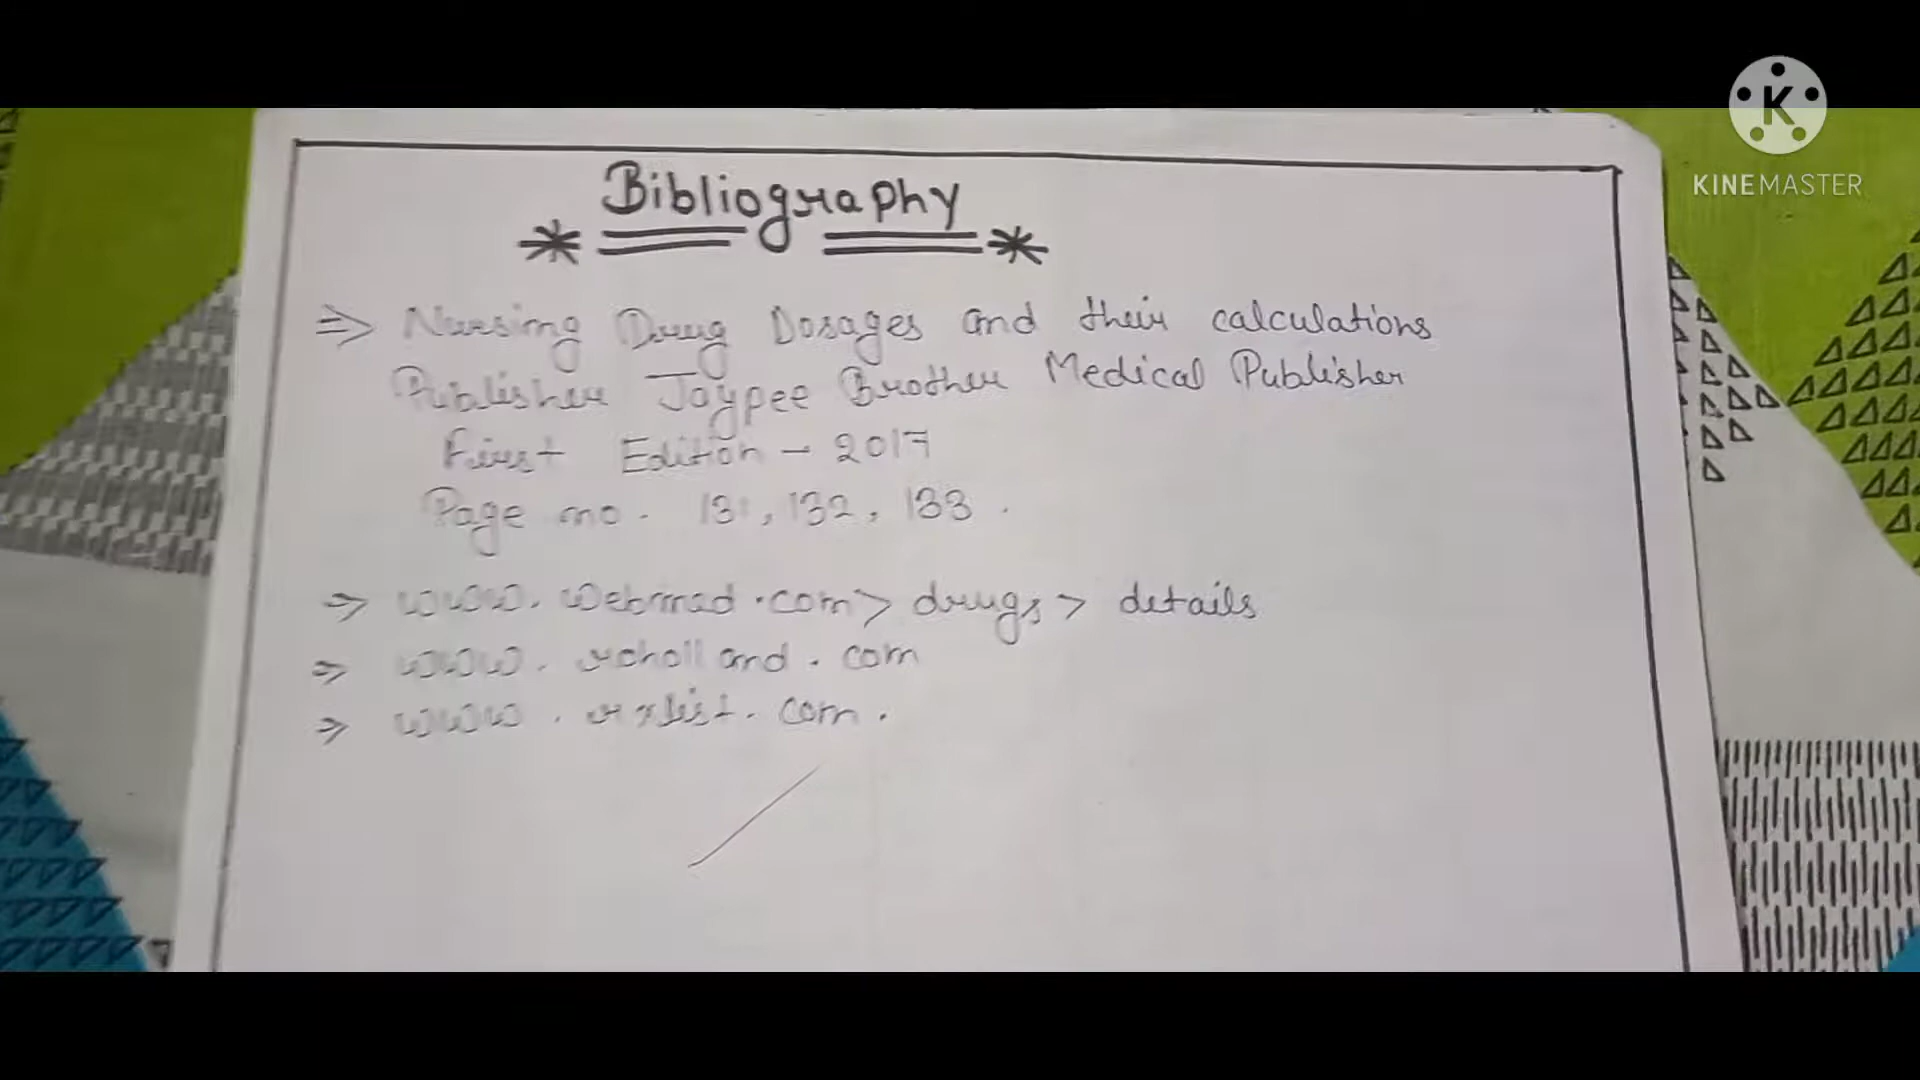 KINEMASTER
Bibliography
⇒ Nursing Drug Dosages and their calculations
Publisher Jaypee Brother Medical Publisher
First Edition - 2017
Page no. 131, 132, 133.
⇒ www.webmad.com > drugs > details
⇒ www.rcholland.com
⇒ www.rxlist.com.